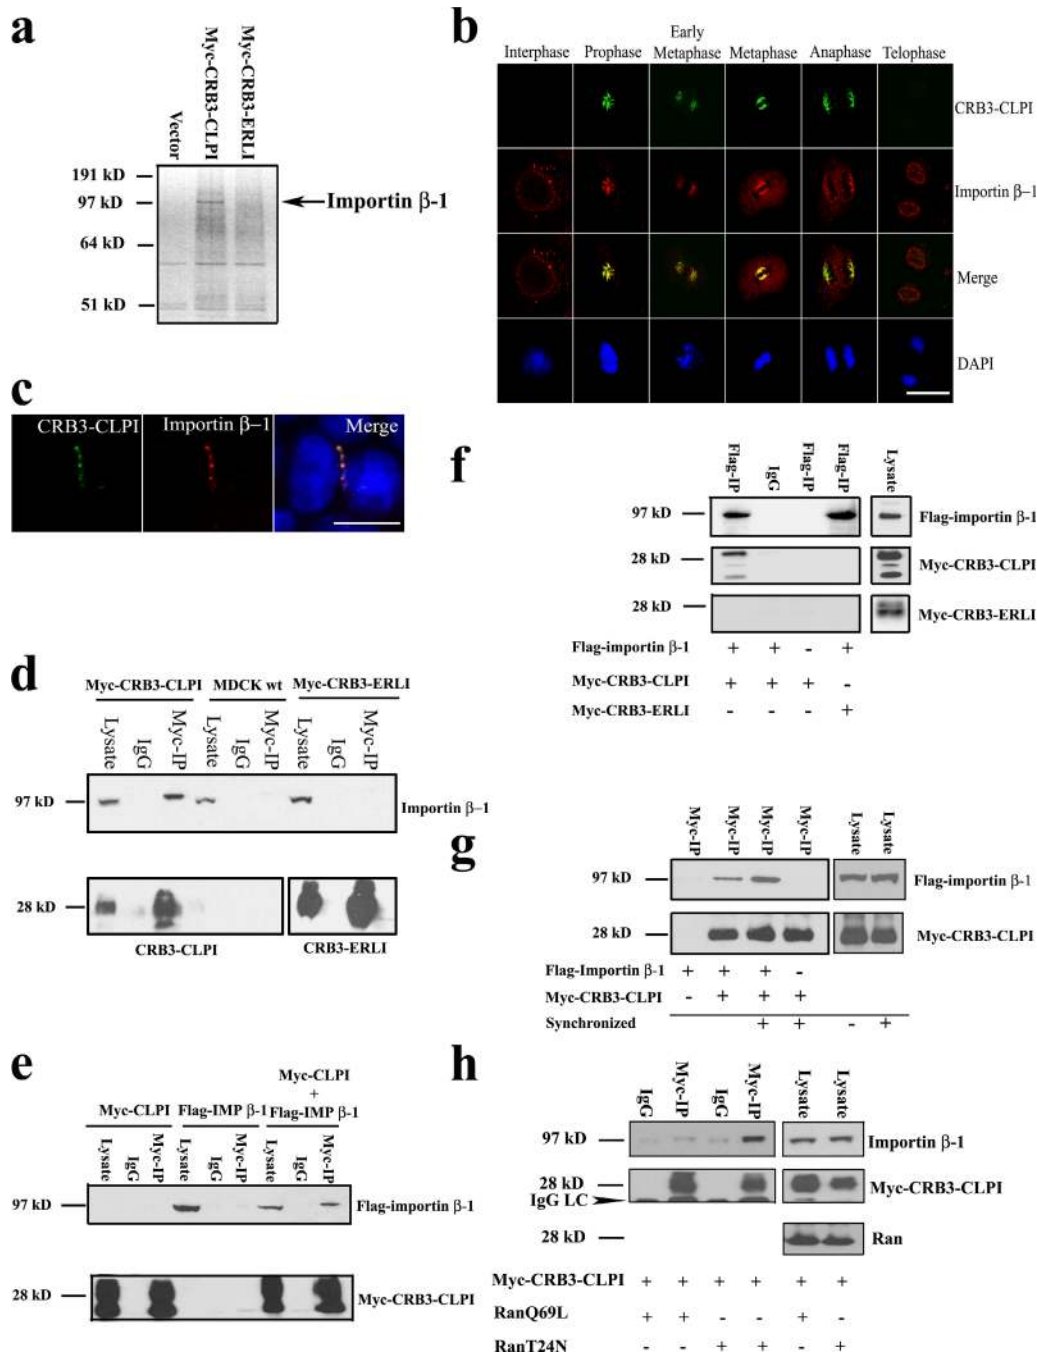 a
Vector
Myc-CRB3-CLPI
Myc-CRB3-ERLI
191 kD
97 kD
64 kD
51 kD
Importin β-1
b
Interphase
Prophase
Early
Metaphase
Metaphase
Anaphase
Telophase
CRB3-CLPI
Importin β-1
Merge
DAPI
c
CRB3-CLPI
Importin β-1
Merge
d
Myc-CRB3-CLPI
MDCK wt
Myc-CRB3-ERLI
Lysate
IgG
Myc-IP
Lysate
IgG
Myc-IP
Lysate
IgG
Myc-IP
97 kD
Importin β-1
28 kD
CRB3-CLPI
CRB3-ERLI
e
Myc-CLPI
Flag-IMP β-1
Myc-CLPI
+
Flag-IMP β-1
Lysate
IgG
Myc-IP
Lysate
IgG
Myc-IP
Lysate
IgG
Myc-IP
97 kD
Flag-importin β-1
28 kD
Myc-CRB3-CLPI
f
Flag-IP
IgG
Flag-IP
Flag-IP
Lysate
97 kD
Flag-importin β-1
28 kD
Myc-CRB3-CLPI
28 kD
Myc-CRB3-ERLI
Flag-importin β-1 + + - +
Myc-CRB3-CLPI + + + -
Myc-CRB3-ERLI - - - +
g
Myc-IP
Myc-IP
Myc-IP
Myc-IP
Lysate
Lysate
97 kD
Flag-importin β-1
28 kD
Myc-CRB3-CLPI
Flag-Importin β-1 + + + -
Myc-CRB3-CLPI - + + +
Synchronized + + - +
h
IgG
Myc-IP
IgG
Myc-IP
Lysate
Lysate
97 kD
Importin β-1
28 kD
IgG LC
Myc-CRB3-CLPI
28 kD
Ran
Myc-CRB3-CLPI + + + + + +
RanQ69L + + - - + -
RanT24N - - + + - +